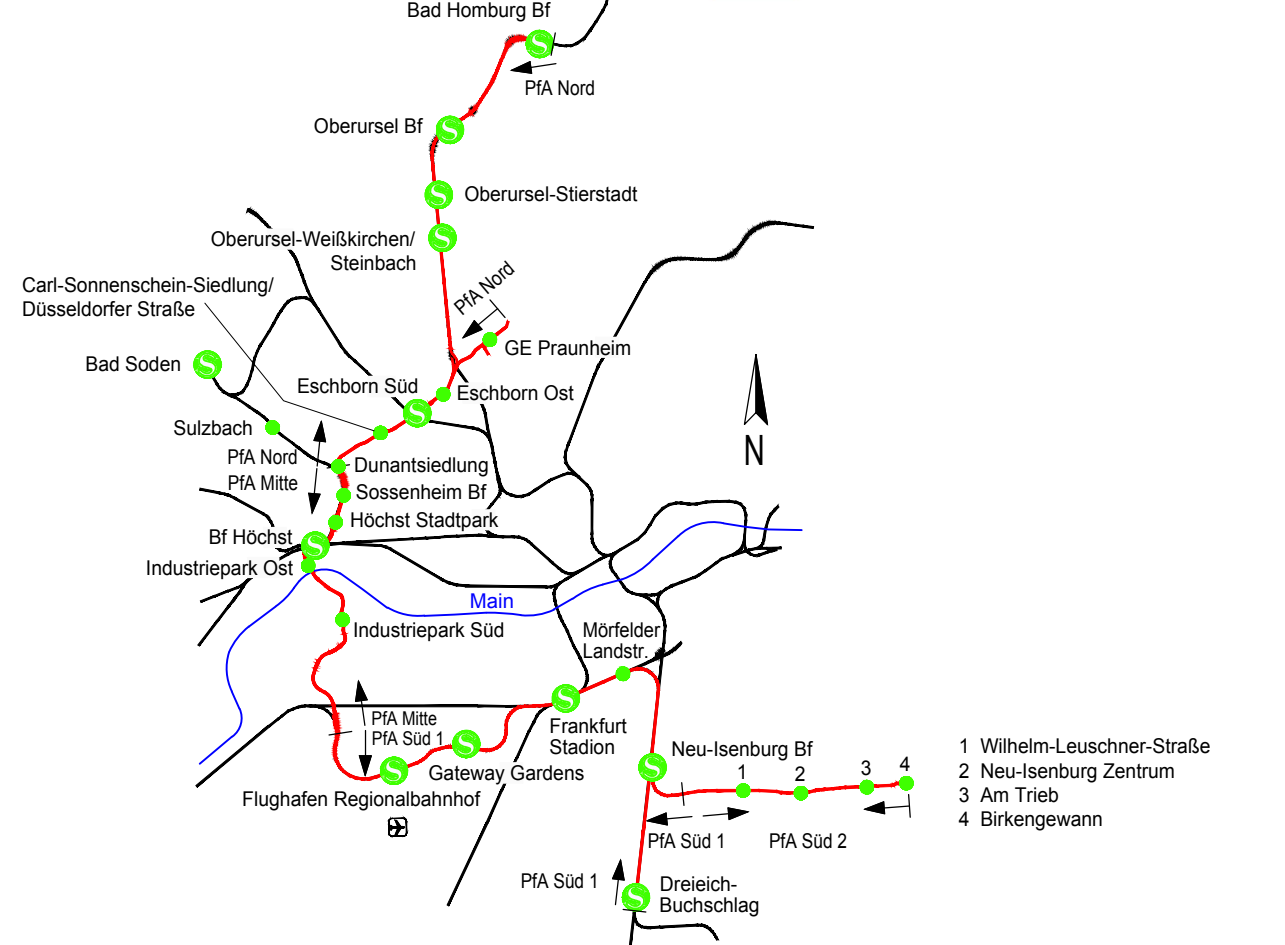 Bad Homburg Bf
PfA Nord
Oberursel Bf
Oberursel-Stierstadt
Oberursel-Weißkirchen/
Steinbach
Carl-Sonnenschein-Siedlung/
Düsseldorfer Straße
PfA Nord
GE Praunheim
Bad Soden
Eschborn Süd
Eschborn Ost
Sulzbach
PfA Nord
PfA Mitte
Dunantsiedlung
Sossenheim Bf
Höchst Stadtpark
Bf Höchst
Industriepark Ost
N
Main
Industriepark Süd
Mörfelder
Landstr.
PfA Mitte
PfA Süd 1
Frankfurt
Stadion
Gateway Gardens
Flughafen Regionalbahnhof
Neu-Isenburg Bf
1
2
3
4
PfA Süd 1
PfA Süd 2
PfA Süd 1
Dreieich-
Buchschlag
1 Wilhelm-Leuschner-Straße
2 Neu-Isenburg Zentrum
3 Am Trieb
4 Birkengewann